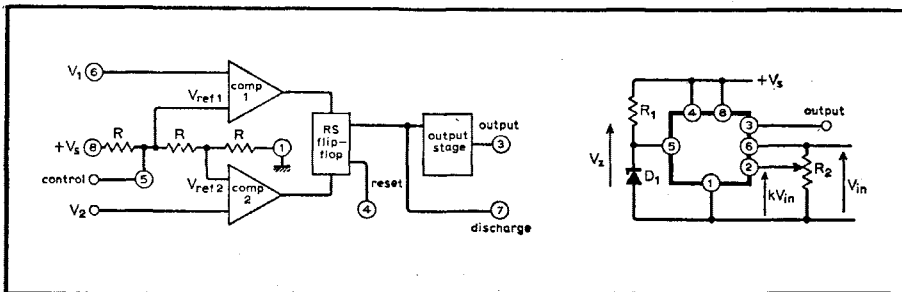 V1 6
comp 1
Vref 1
R R R
+Vs 8
1
control
5
Vref 2
comp 2
V2
RS flip-flop
output stage
output
3
reset
4
7
discharge
+Vs
R1
4 8
output
3
5
6
2
Vz
D1
1
R2
kVin
Vin